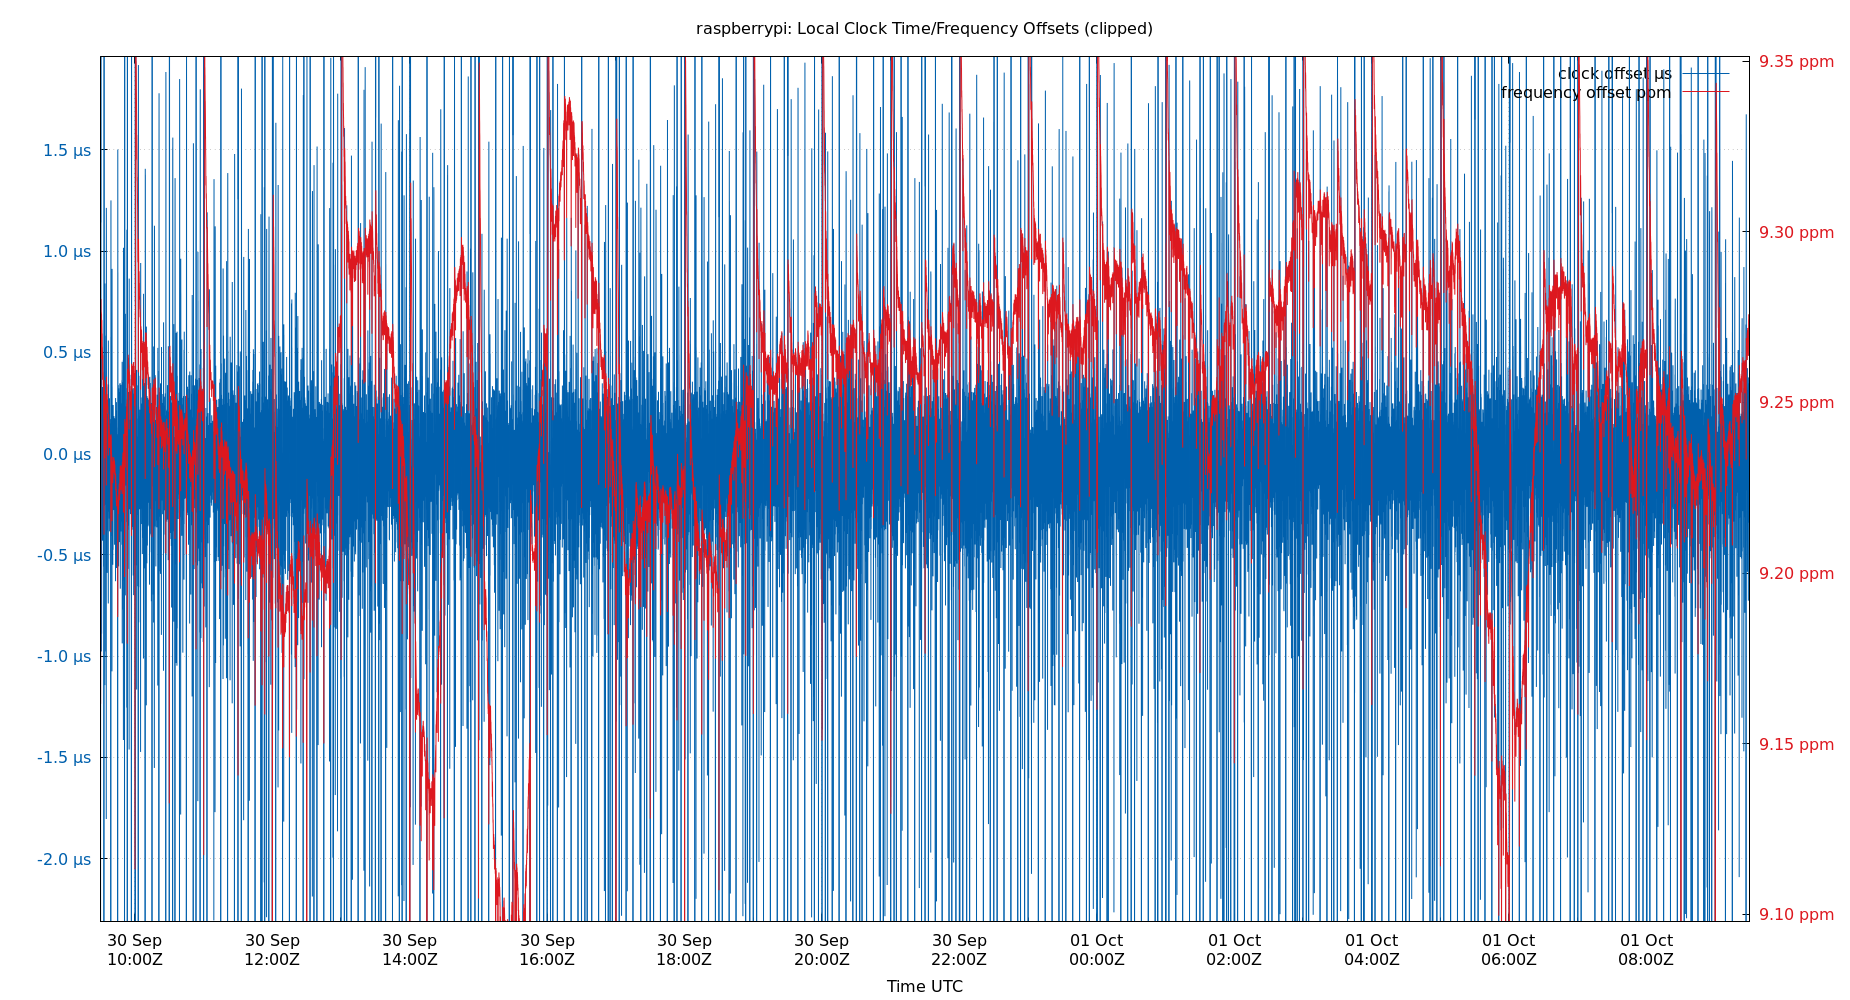 raspberrypi: Local Clock Time/Frequency Offsets (clipped)
clock offset µs
frequency offset ppm
1.5 µs
1.0 µs
0.5 µs
0.0 µs
-0.5 µs
-1.0 µs
-1.5 µs
-2.0 µs
9.35 ppm
9.30 ppm
9.25 ppm
9.20 ppm
9.15 ppm
9.10 ppm
30 Sep 30 Sep 30 Sep 30 Sep 30 Sep 30 Sep 30 Sep 01 Oct 01 Oct 01 Oct 01 Oct 01 Oct
10:00Z 12:00Z 14:00Z 16:00Z 18:00Z 20:00Z 22:00Z 00:00Z 02:00Z 04:00Z 06:00Z 08:00Z
Time UTC